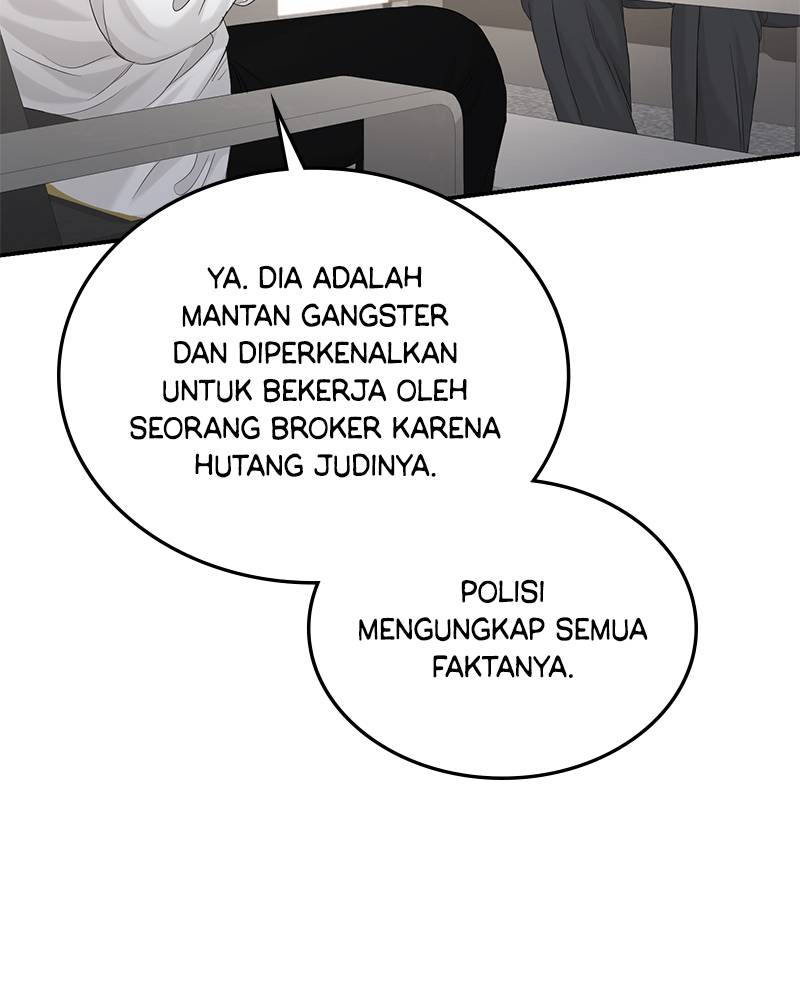 YA. DIA ADALAH
MANTAN GANGSTER
DAN DIPERKENALKAN
UNTUK BEKERJA OLEH
SEORANG BROKER KARENA
HUTANG JUDINYA.
POLISI
MENGUNGKAP SEMUA
FAKTANYA.